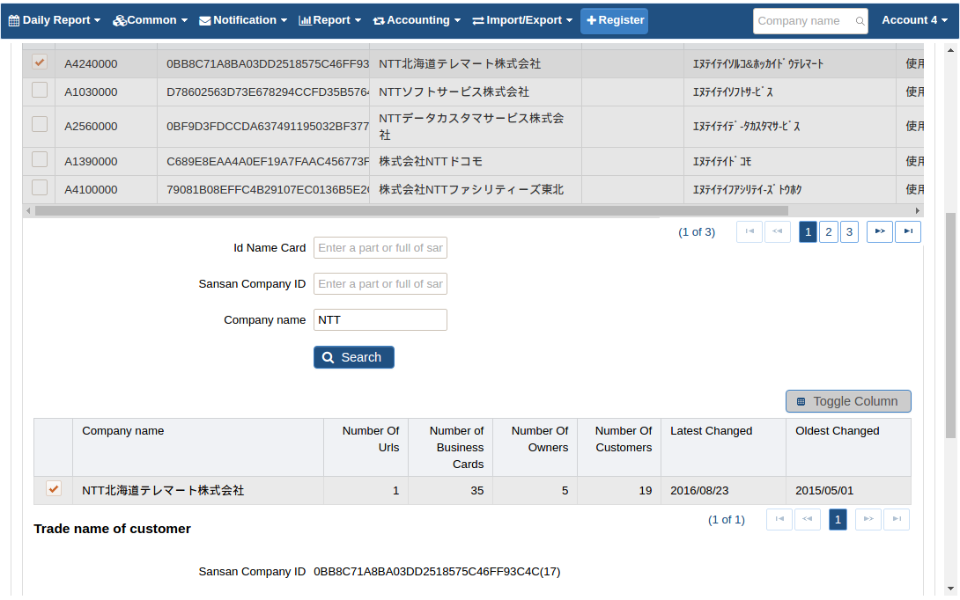 Daily Report Common Notification Report Accounting Import/Export Register Company name Account 4
A4240000 0BB8C71A8BA03DD2518575C46FF93 NTT北海道テレマート株式会社 ｴﾇﾃｨﾃｨｿﾙｺ&ﾎｯｶｲﾄﾞｳﾃﾚﾏｰﾄ 使用
A1030000 D78602563D73E678294CCFD35B576 NTTソフトサービス株式会社 ｴﾇﾃｨﾃｨｿﾌﾄｻｰﾋﾞｽ 使用
A2560000 0BF9D3FDCCDA637491195032BF377 NTTデータカスタマサービス株式会
社 ｴﾇﾃｨﾃｨﾃﾞｰﾀｶｽﾀﾏｻｰﾋﾞｽ 使用
A1390000 C689E8EAA4A0EF19A7FAAC456773F 株式会社NTTドコモ ｴﾇﾃｨﾃｨﾄﾞｺﾓ 使用
A4100000 79081B08EFFC4B29107EC0136B5E2 株式会社NTTファシリティーズ東北 ｴﾇﾃｨﾃｨﾌｧｼﾘﾃｨｰｽﾞﾄｳﾎｸ 使用
(1 of 3) 1 2 3
Id Name Card Enter a part or full of sar
Sansan Company ID Enter a part or full of sar
Company name NTT
Search
Toggle Column
Company name Number Of Urls Number of Business Cards Number Of Owners Number Of Customers Latest Changed Oldest Changed
NTT北海道テレマート株式会社 1 35 5 19 2016/08/23 2015/05/01
(1 of 1) 1
Trade name of customer
Sansan Company ID 0BB8C71A8BA03DD2518575C46FF93C4C(17)